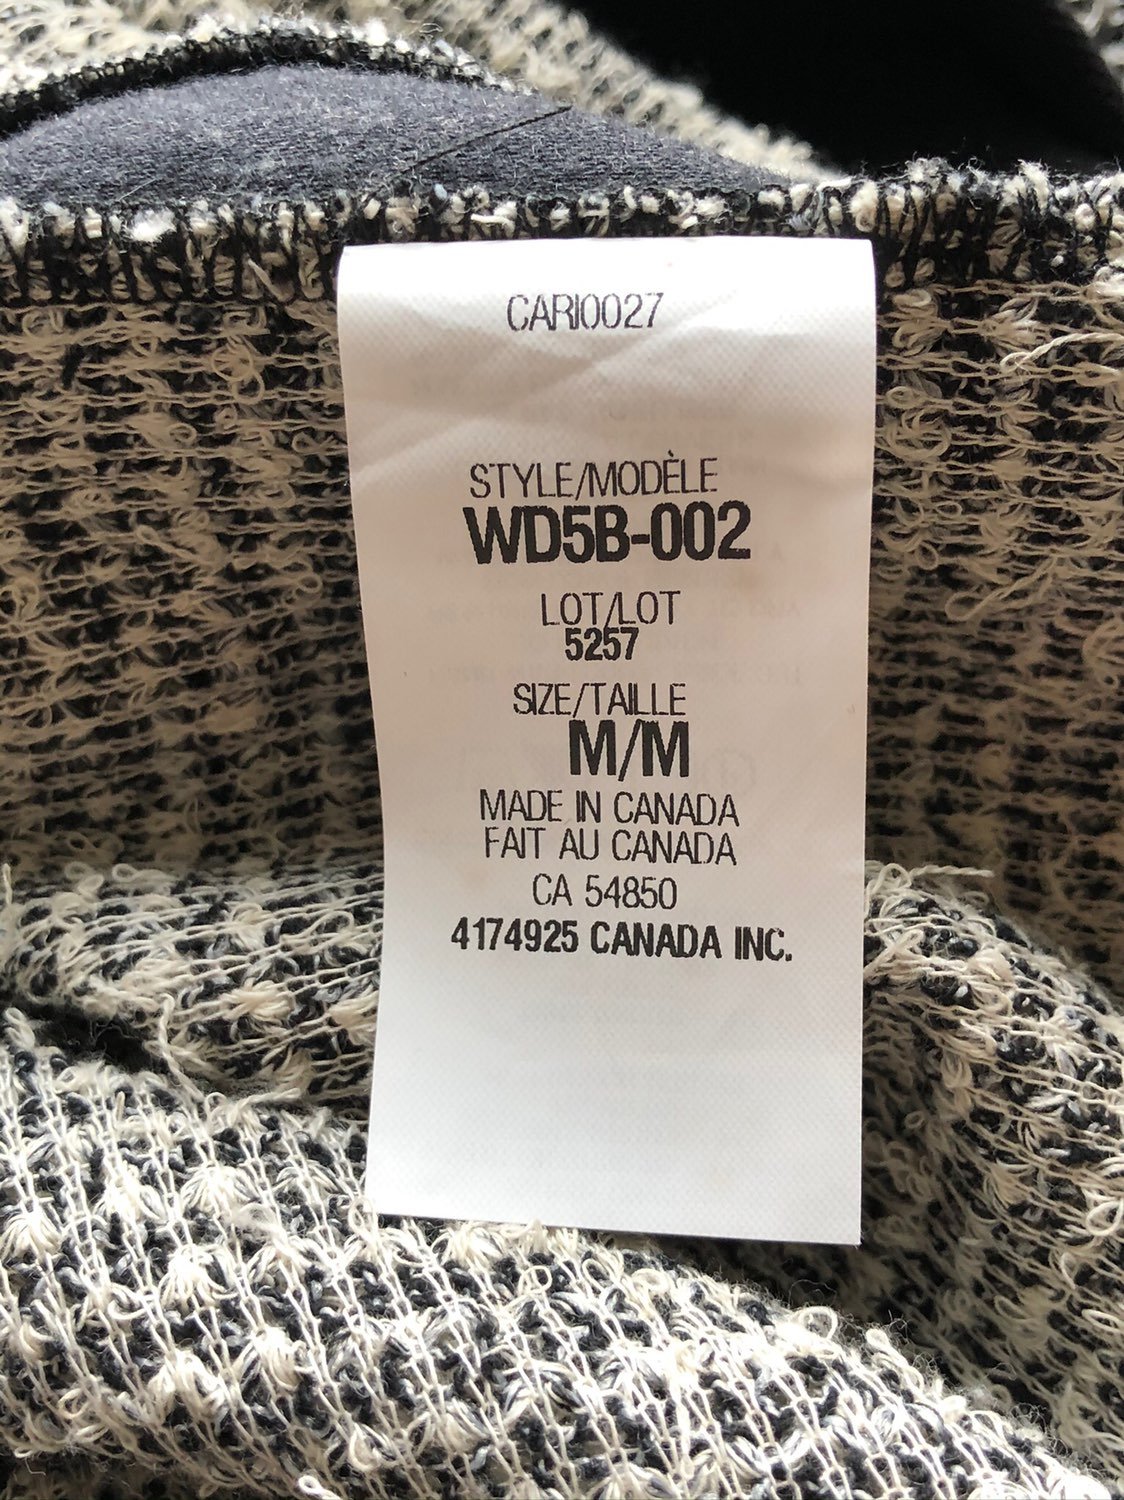 CARI0027
STYLE/MODÈLE
WD5B-002
LOT/LOT
5257
SIZE/TAILLE
M/M
MADE IN CANADA
FAIT AU CANADA
CA 54850
4174925 CANADA INC.